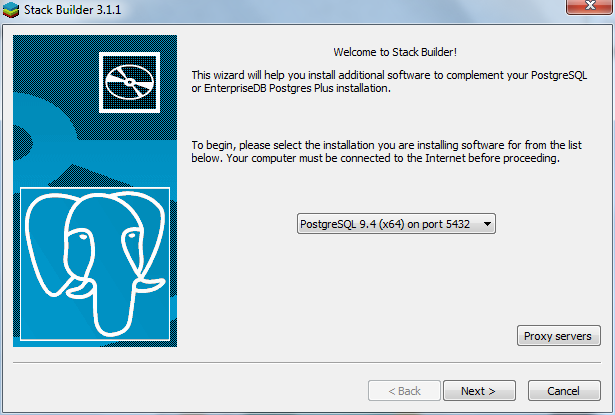 Stack Builder 3.1.1
Welcome to Stack Builder!
This wizard will help you install additional software to complement your PostgreSQL
or EnterpriseDB Postgres Plus installation.
To begin, please select the installation you are installing software for from the list
below. Your computer must be connected to the Internet before proceeding.
PostgreSQL 9.4 (x64) on port 5432
Proxy servers
< Back Next > Cancel